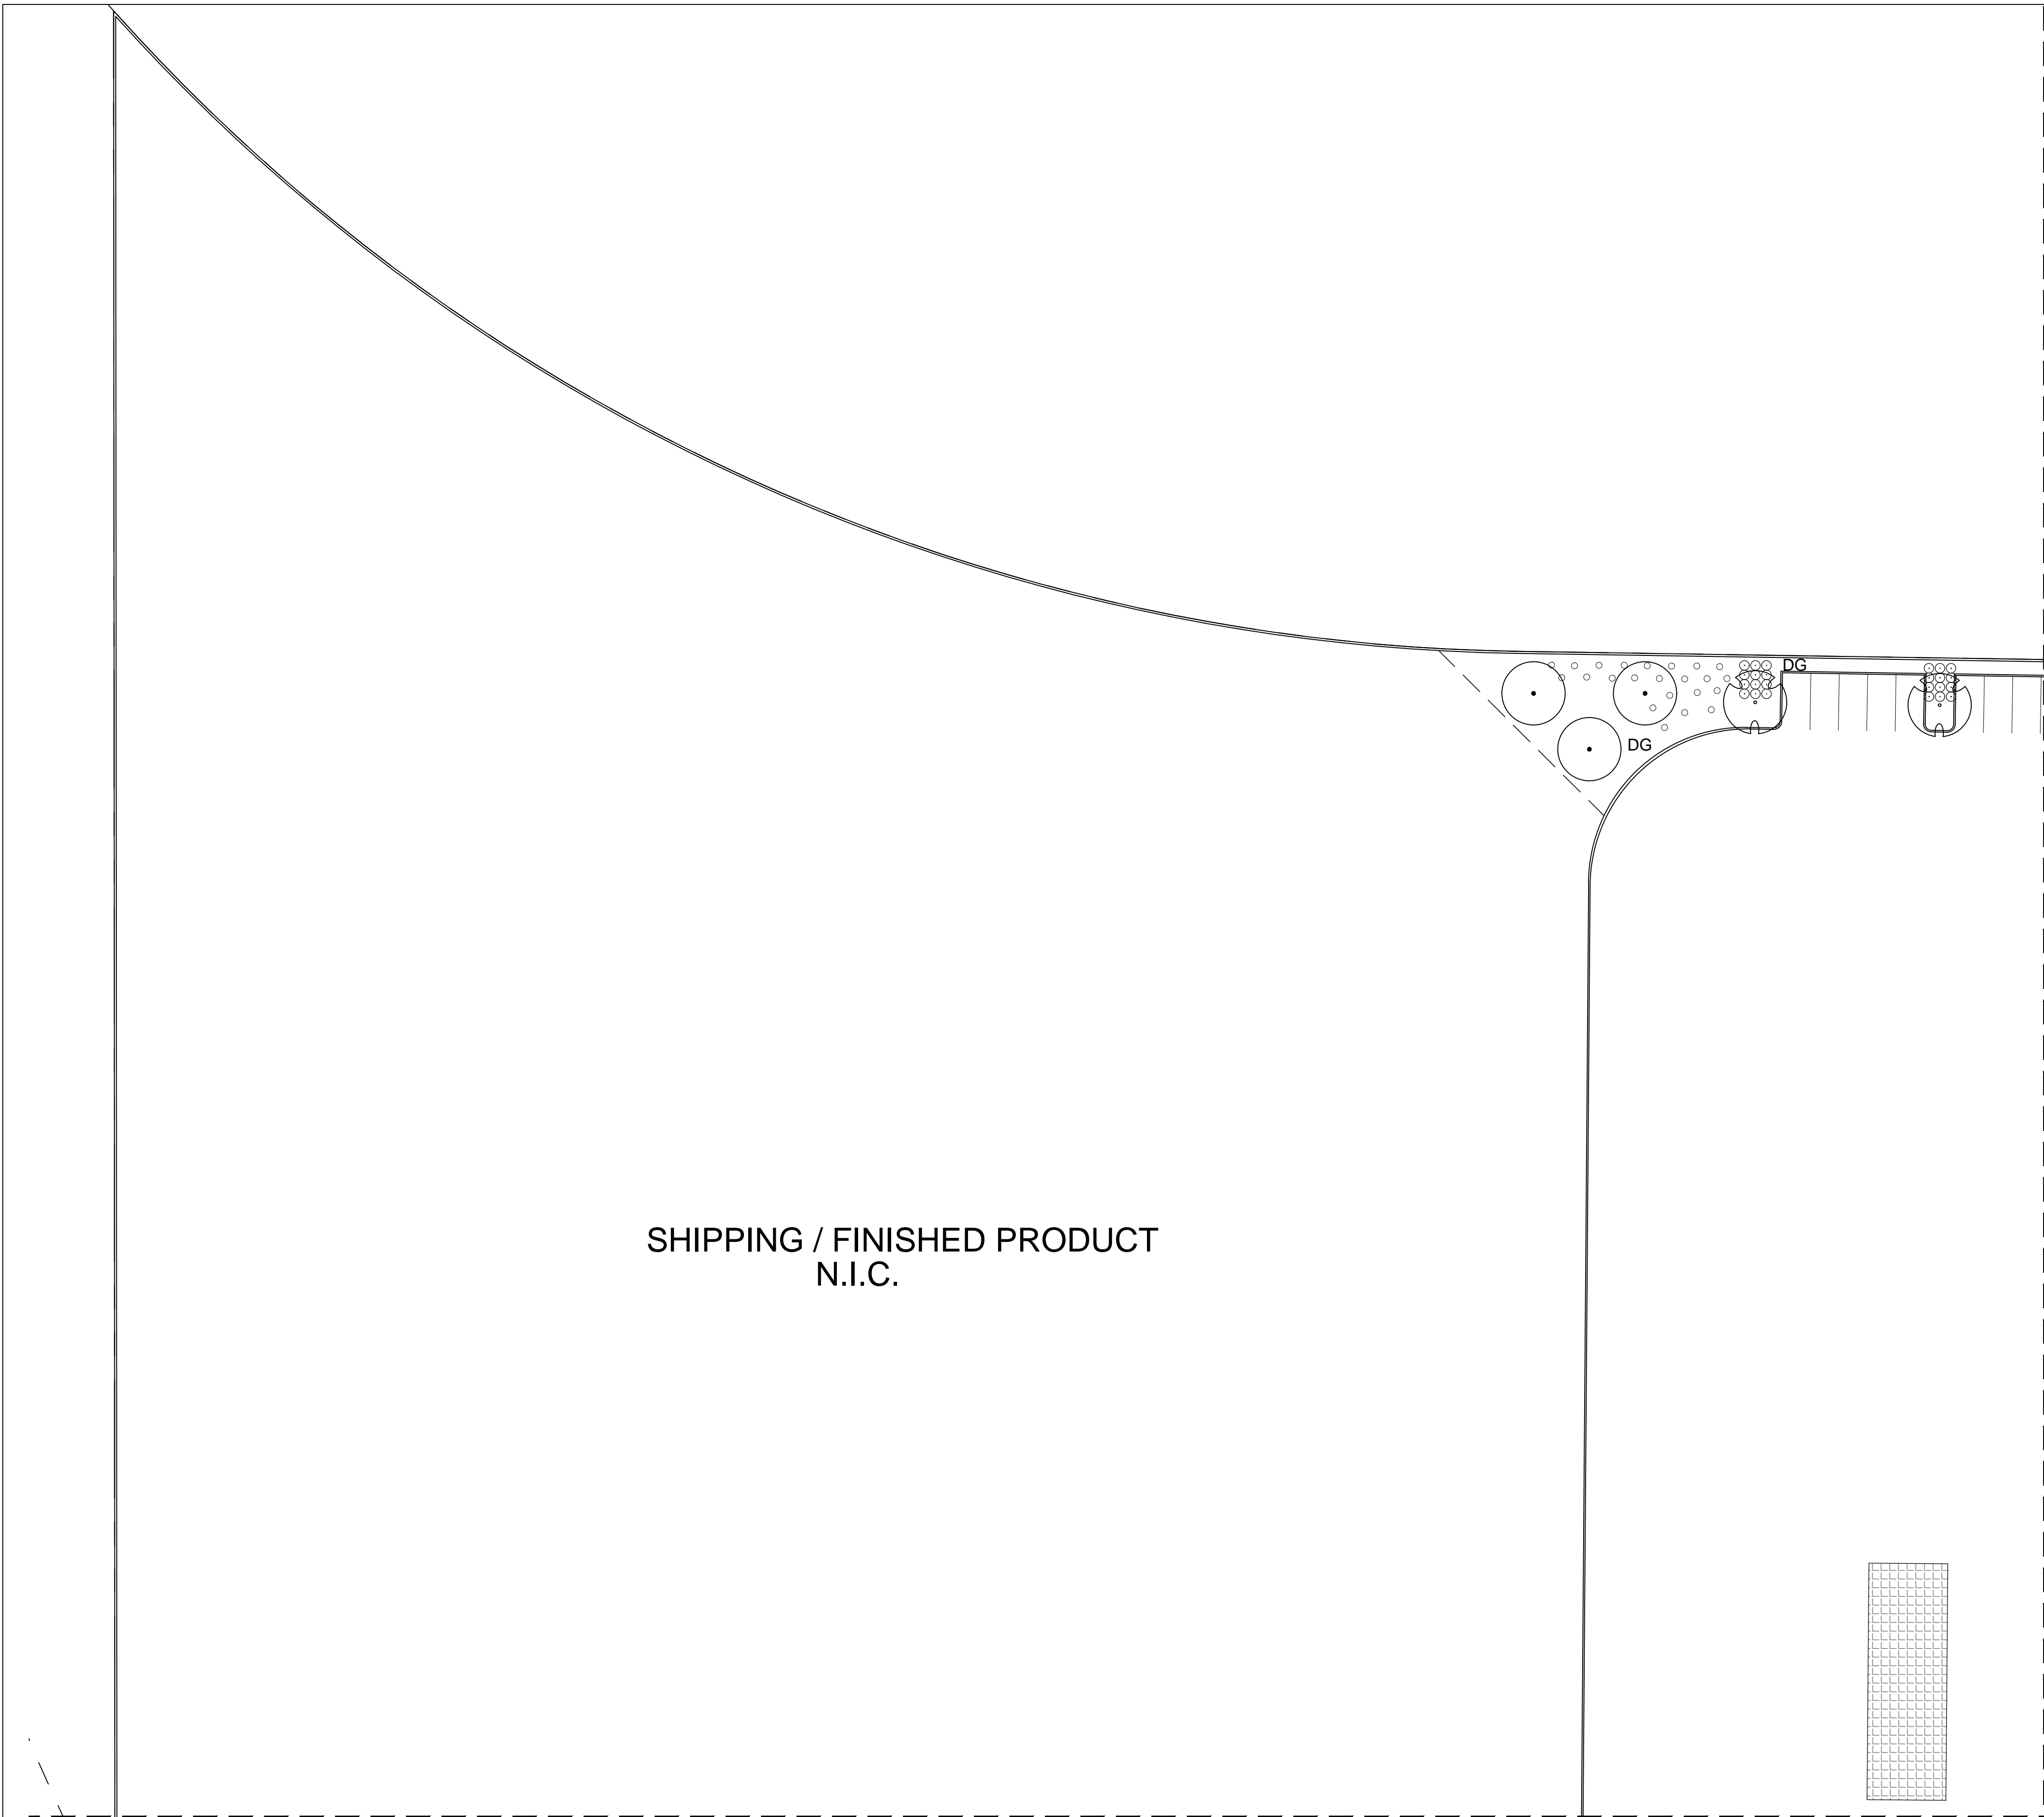 DG
DG
SHIPPING / FINISHED PRODUCT
N.I.C.